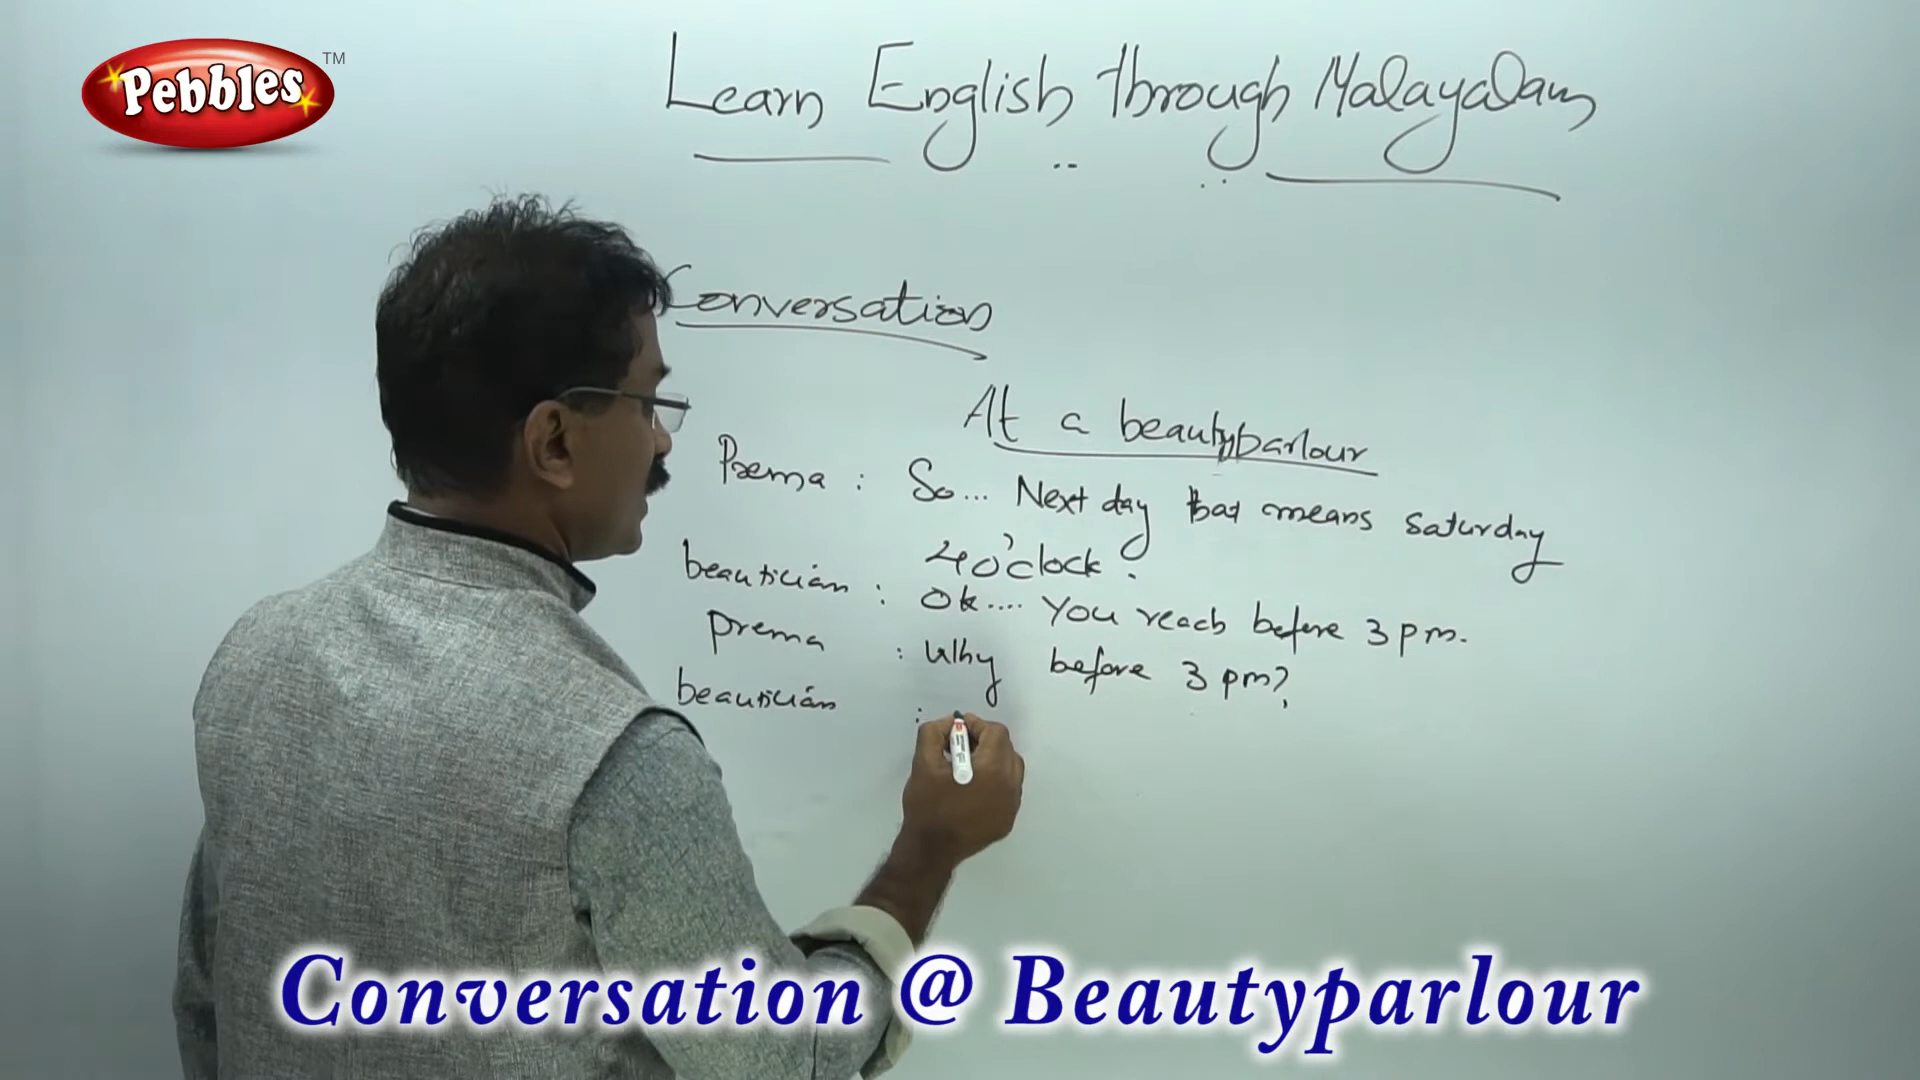 Pebbles TM
Learn English through Malayalam
Conversation
At a beautyparlour
Prema : So... Next day that means saturday
4 o'clock.
beautician : Ok.... You reach before 3 pm.
prema : Why before 3 pm?
beautician :
Conversation @ Beautyparlour